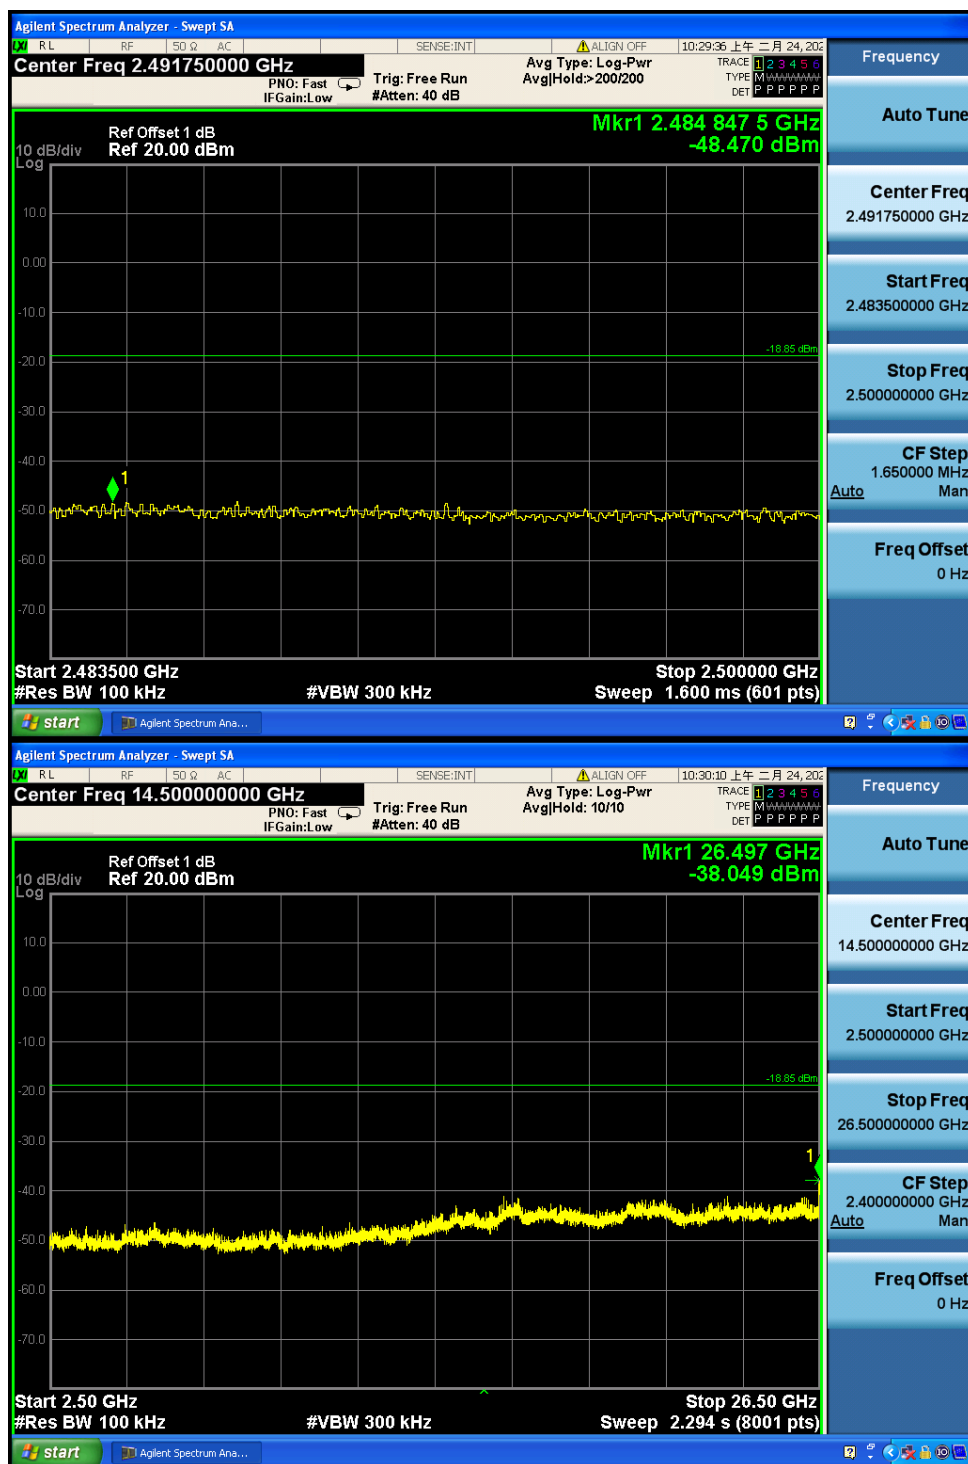 Agilent Spectrum Analyzer - Swept SA
LXI RL RF 50 Ω AC SENSE:INT ALIGN OFF 10:29:36 上午 二月 24, 202
Center Freq 2.491750000 GHz
PNO: Fast
IFGain:Low
Trig: Free Run
#Atten: 40 dB
Avg Type: Log-Pwr
Avg|Hold:>200/200
TRACE 1 2 3 4 5 6
TYPE M
DET P P P P P P
Mkr1 2.484 847 5 GHz
-48.470 dBm
Ref Offset 1 dB
Ref 20.00 dBm
10 dB/div
Log
10.0
0.00
-10.0
-18.85 dBm
-20.0
-30.0
-40.0
1
-50.0
-60.0
-70.0
Start 2.483500 GHz
Stop 2.500000 GHz
#Res BW 100 kHz
#VBW 300 kHz
Sweep 1.600 ms (601 pts)
Frequency
Auto Tune
Center Freq
2.491750000 GHz
Start Freq
2.483500000 GHz
Stop Freq
2.500000000 GHz
CF Step
1.650000 MHz
Auto Man
Freq Offset
0 Hz
start
Agilent Spectrum Ana...
Agilent Spectrum Analyzer - Swept SA
LXI RL RF 50 Ω AC SENSE:INT ALIGN OFF 10:30:10 上午 二月 24, 202
Center Freq 14.500000000 GHz
PNO: Fast
IFGain:Low
Trig: Free Run
#Atten: 40 dB
Avg Type: Log-Pwr
Avg|Hold: 10/10
TRACE 1 2 3 4 5 6
TYPE M
DET P P P P P P
Mkr1 26.497 GHz
-38.049 dBm
Ref Offset 1 dB
Ref 20.00 dBm
10 dB/div
Log
10.0
0.00
-10.0
-18.85 dBm
-20.0
-30.0
1
-40.0
-50.0
-60.0
-70.0
Start 2.50 GHz
Stop 26.50 GHz
#Res BW 100 kHz
#VBW 300 kHz
Sweep 2.294 s (8001 pts)
Frequency
Auto Tune
Center Freq
14.500000000 GHz
Start Freq
2.500000000 GHz
Stop Freq
26.500000000 GHz
CF Step
2.400000000 GHz
Auto Man
Freq Offset
0 Hz
start
Agilent Spectrum Ana...